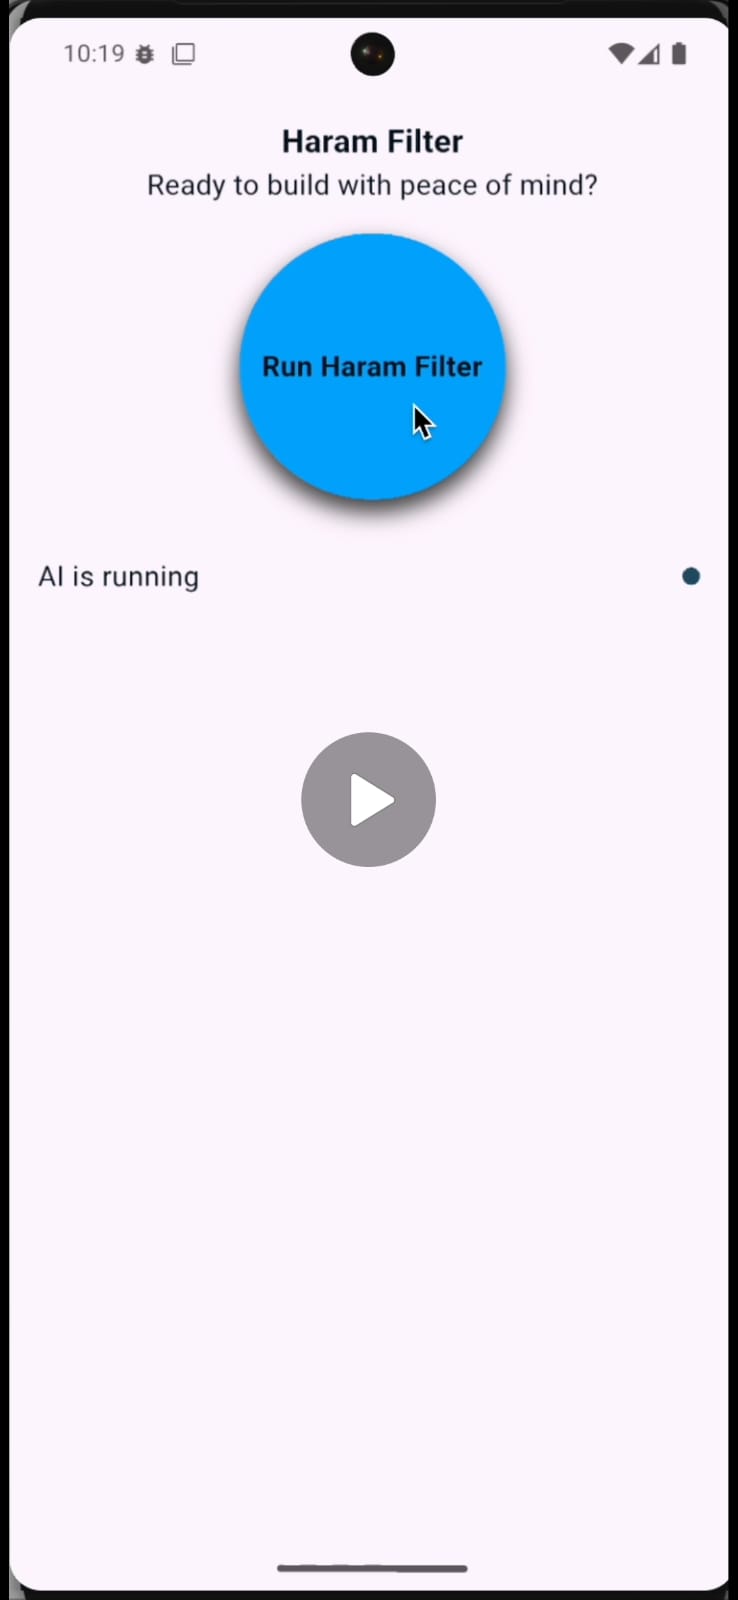 10:19
Haram Filter
Ready to build with peace of mind?
Run Haram Filter
AI is running